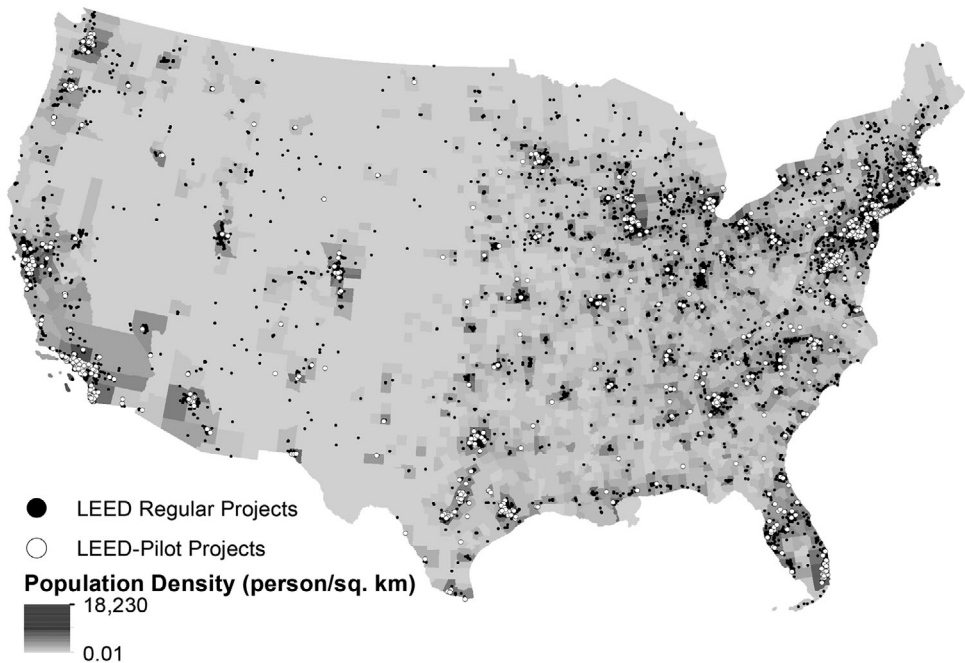 LEED Regular Projects
LEED-Pilot Projects
Population Density (person/sq. km)
18,230
0.01